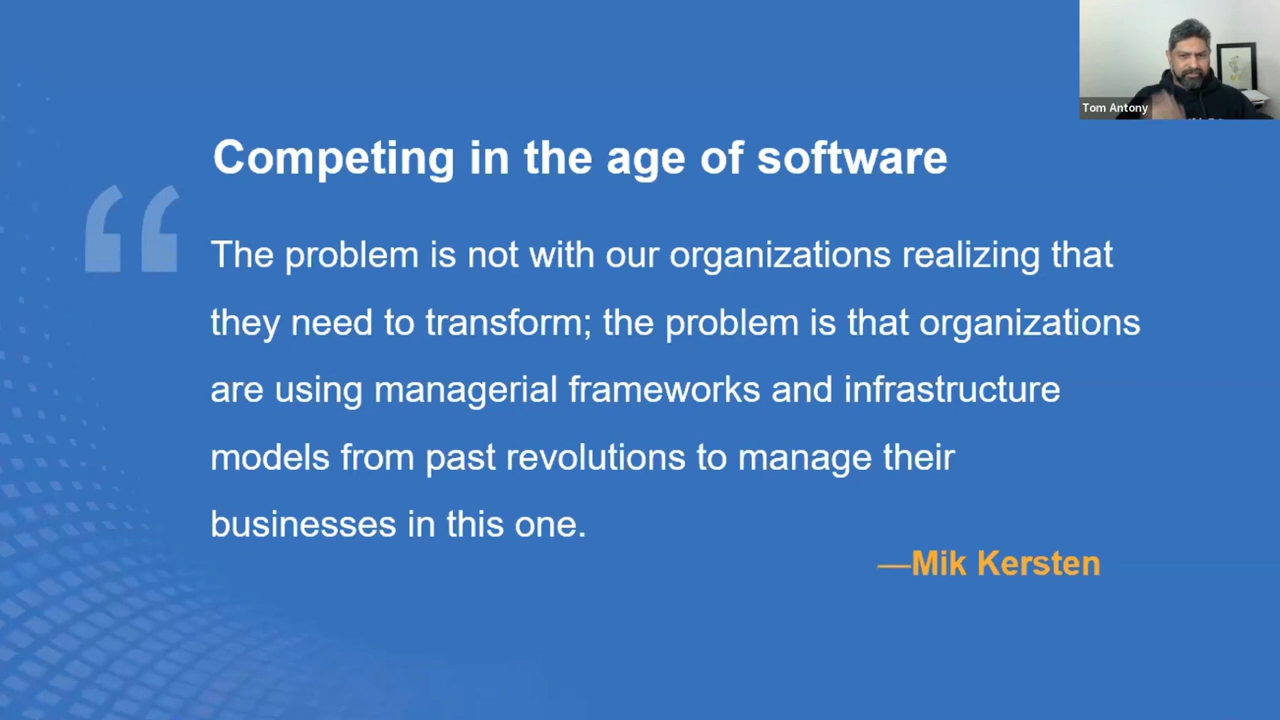 Tom Antony
Competing in the age of software
“
The problem is not with our organizations realizing that
they need to transform; the problem is that organizations
are using managerial frameworks and infrastructure
models from past revolutions to manage their
businesses in this one.
—Mik Kersten